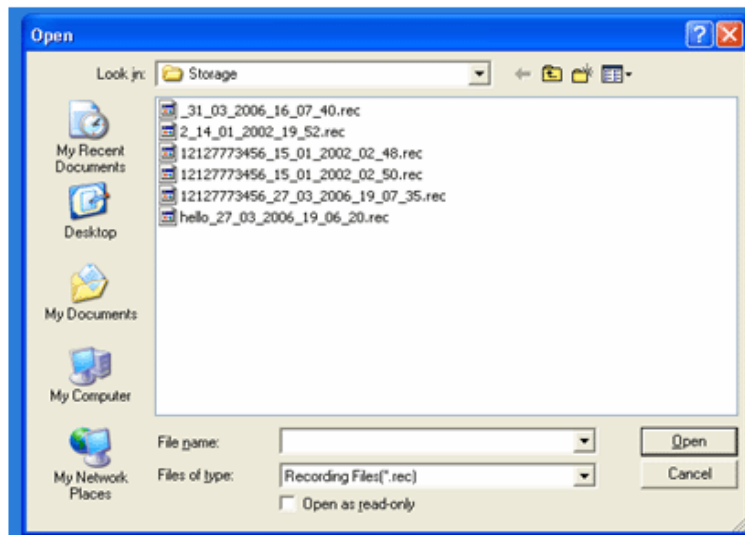 Open
Look in: Storage
My Recent
Documents
Desktop
My Documents
My Computer
My Network
Places
_31_03_2006_16_07_40.rec
2_14_01_2002_19_52.rec
12127773456_15_01_2002_02_48.rec
12127773456_15_01_2002_02_50.rec
12127773456_27_03_2006_19_07_35.rec
hello_27_03_2006_19_06_20.rec
File name:
Open
Files of type: Recording Files(*.rec)
Cancel
Open as read-only